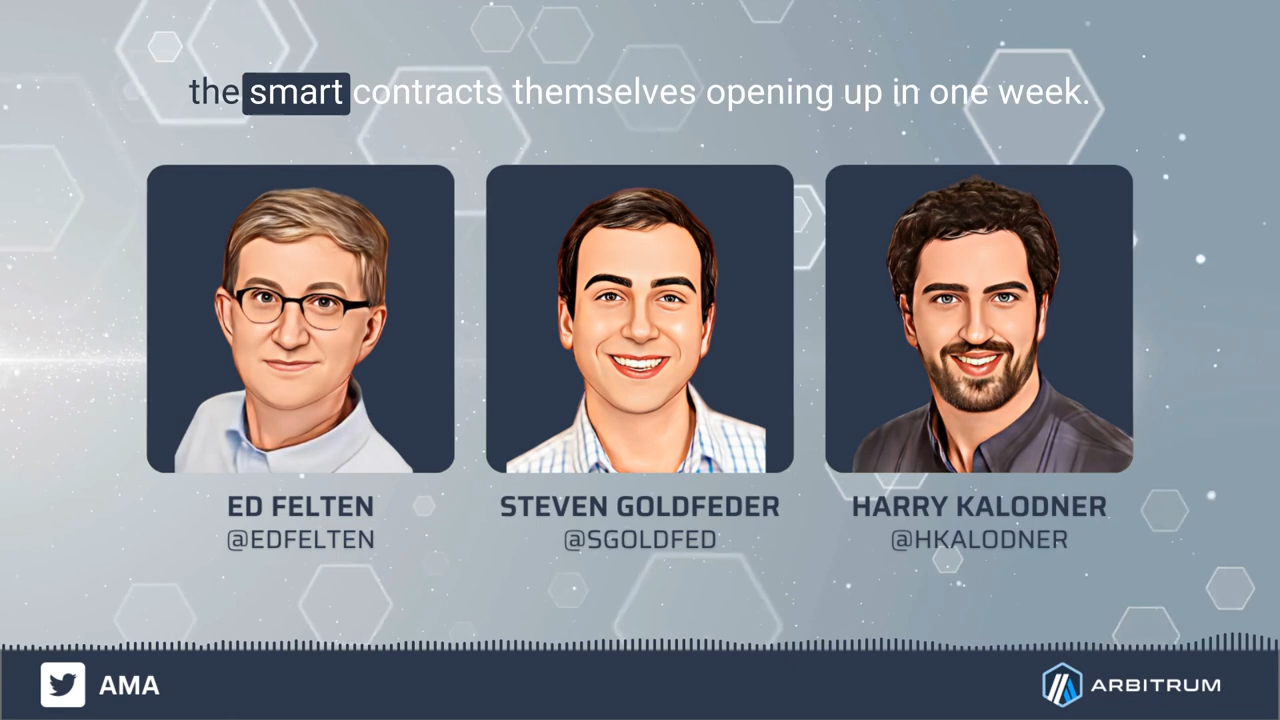 the smart contracts themselves opening up in one week.
ED FELTEN
@EDFELTEN
STEVEN GOLDFEDER
@SGOLDFED
HARRY KALODNER
@HKALODNER
AMA
ARBITRUM